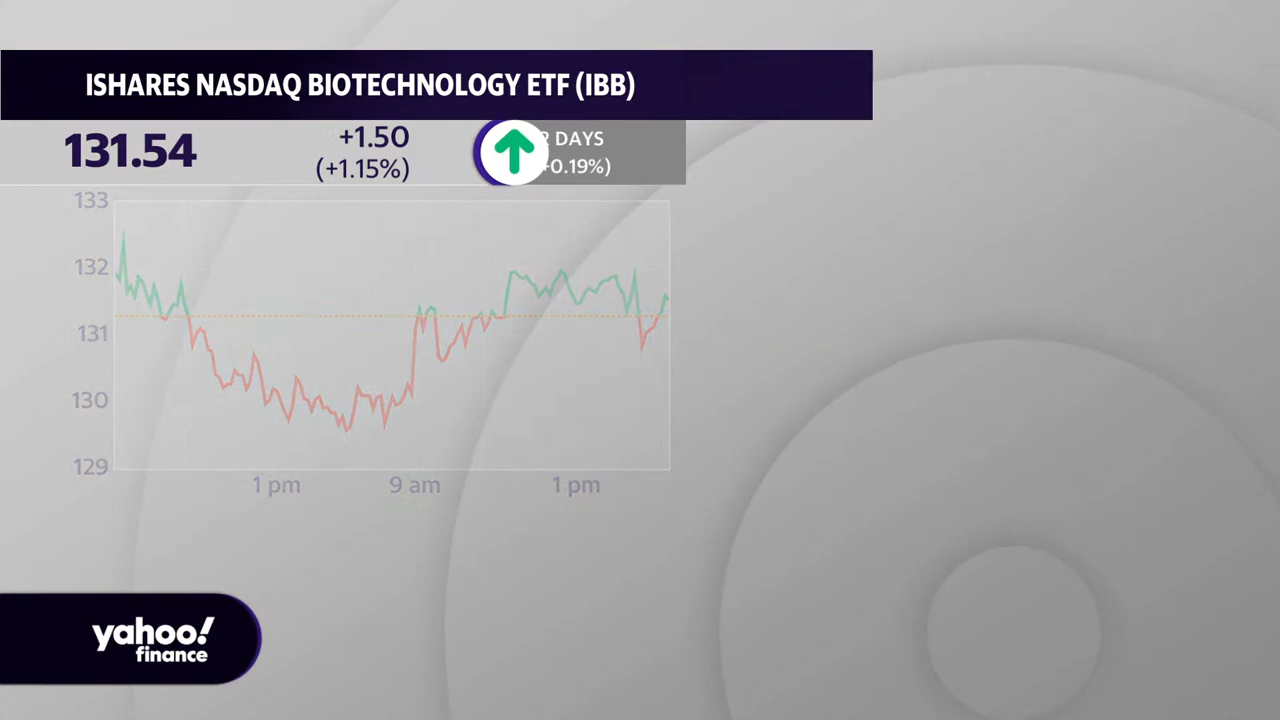 ISHARES NASDAQ BIOTECHNOLOGY ETF (IBB)
131.54
+1.50
(+1.15%)
DAYS
0.19%)
133
132
131
130
129
1 pm
9 am
1 pm
yahoo!
finance